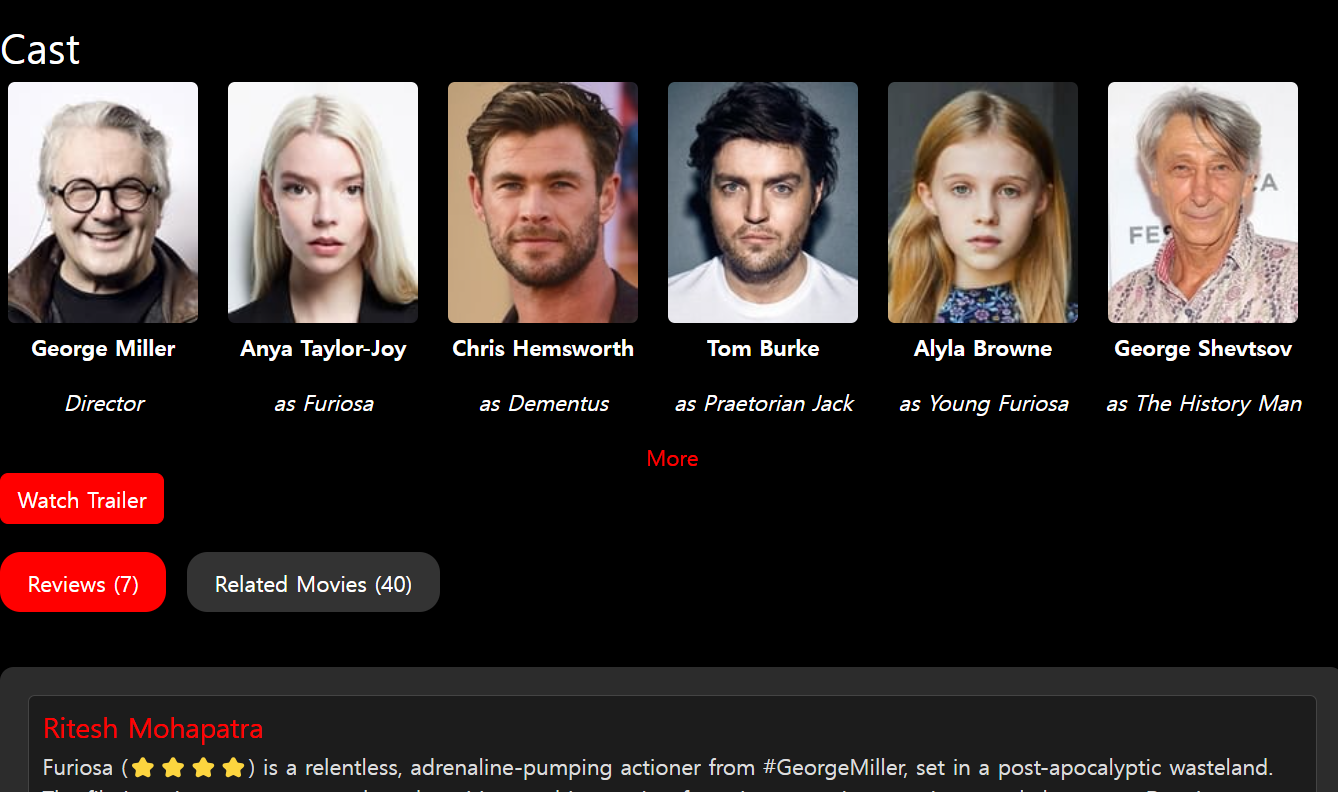 Cast
FE
CA
George Miller
Anya Taylor-Joy
Chris Hemsworth
Tom Burke
Alyla Browne
George Shevtsov
Director
as Furiosa
as Dementus
as Praetorian Jack
as Young Furiosa
as The History Man
More
Watch Trailer
Reviews (7)
Related Movies (40)
Ritesh Mohapatra
Furiosa (⭐ ⭐ ⭐ ⭐) is a relentless, adrenaline-pumping actioner from #GeorgeMiller, set in a post-apocalyptic wasteland.